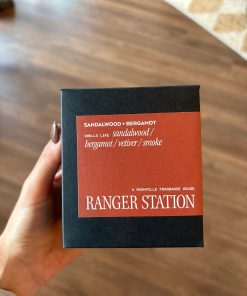 SANDALWOOD + BERGAMOT
SMELLS LIKE sandalwood /
bergamot / vetiver / smoke
A NASHVILLE FRAGRANCE HOUSE
RANGER STATION